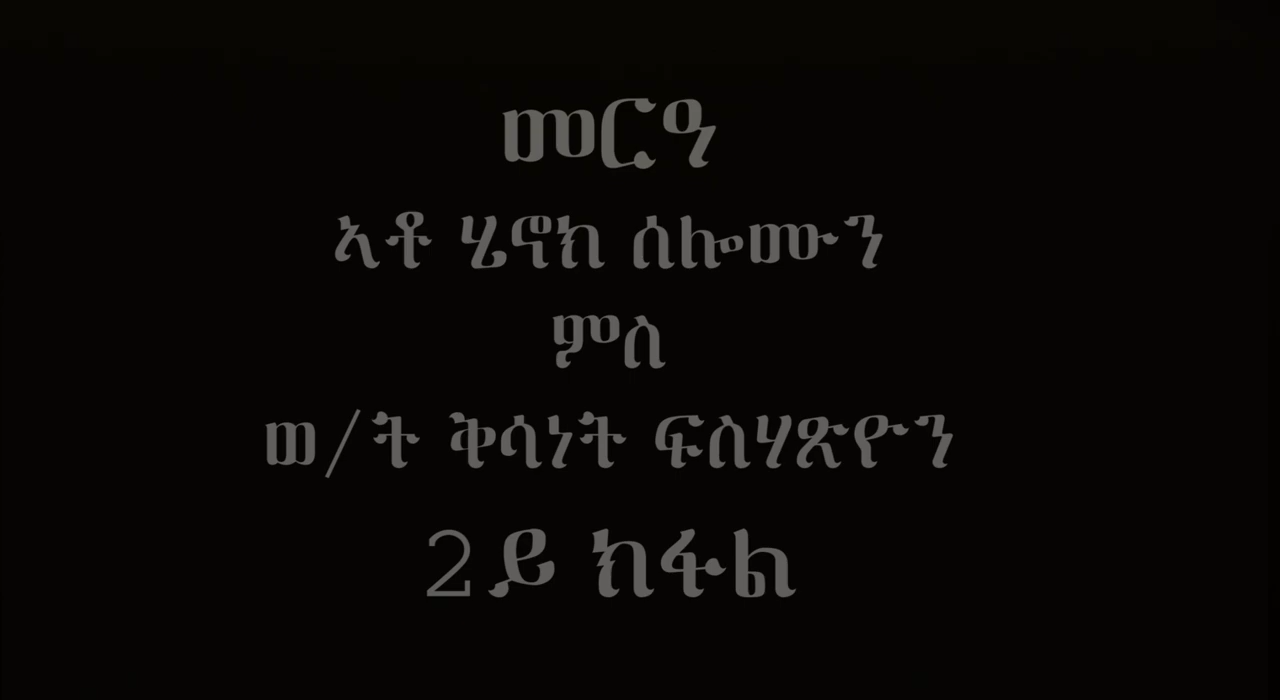 መርዓ
ኣቶ ሄኖክ ሰሎሙን
ምስ
ወ/ት ቅሳነት ፍስሃጽዮን
2ይ ክፋል